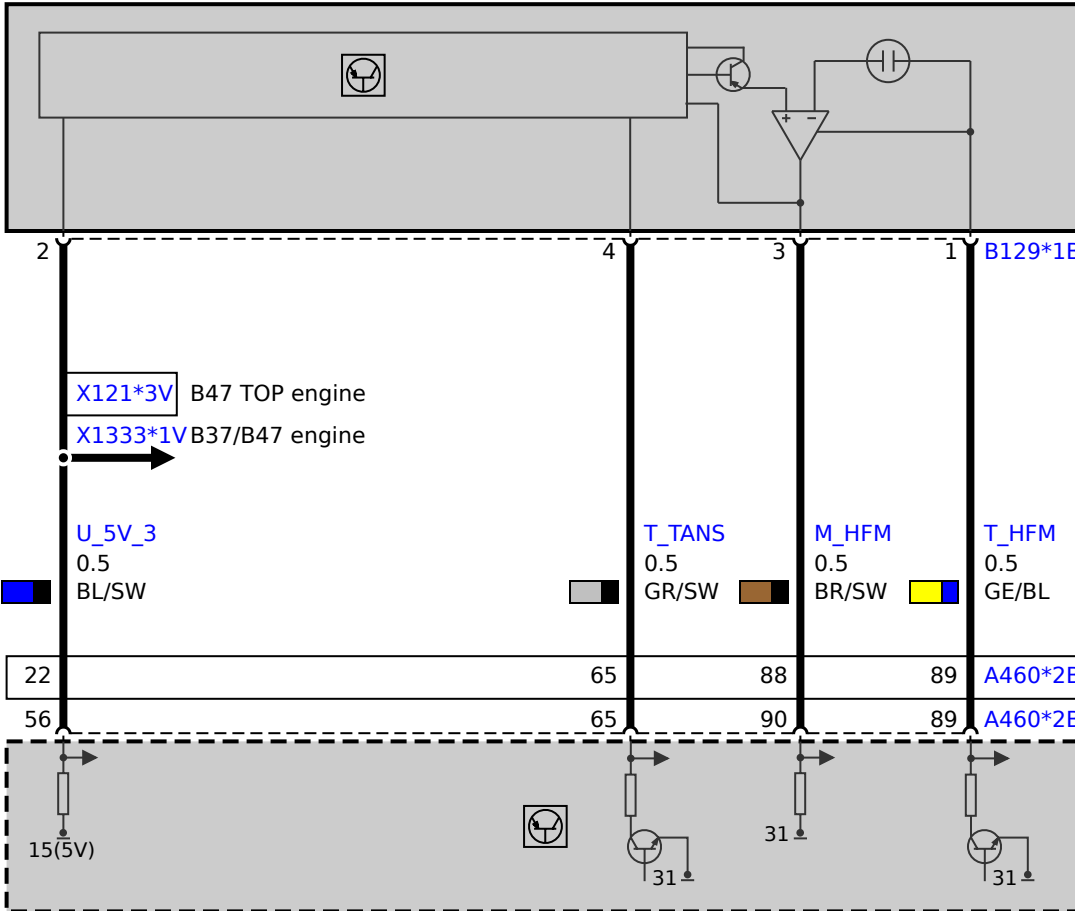 + −
2 4 3 1 B129*1B
X121*3V B47 TOP engine
X1333*1V B37/B47 engine
U_5V_3 T_TANS M_HFM T_HFM
0.5 0.5 0.5 0.5
BL/SW GR/SW BR/SW GE/BL
22 65 88 89 A460*2B
56 65 90 89 A460*2B
15(5V) 31
31 31